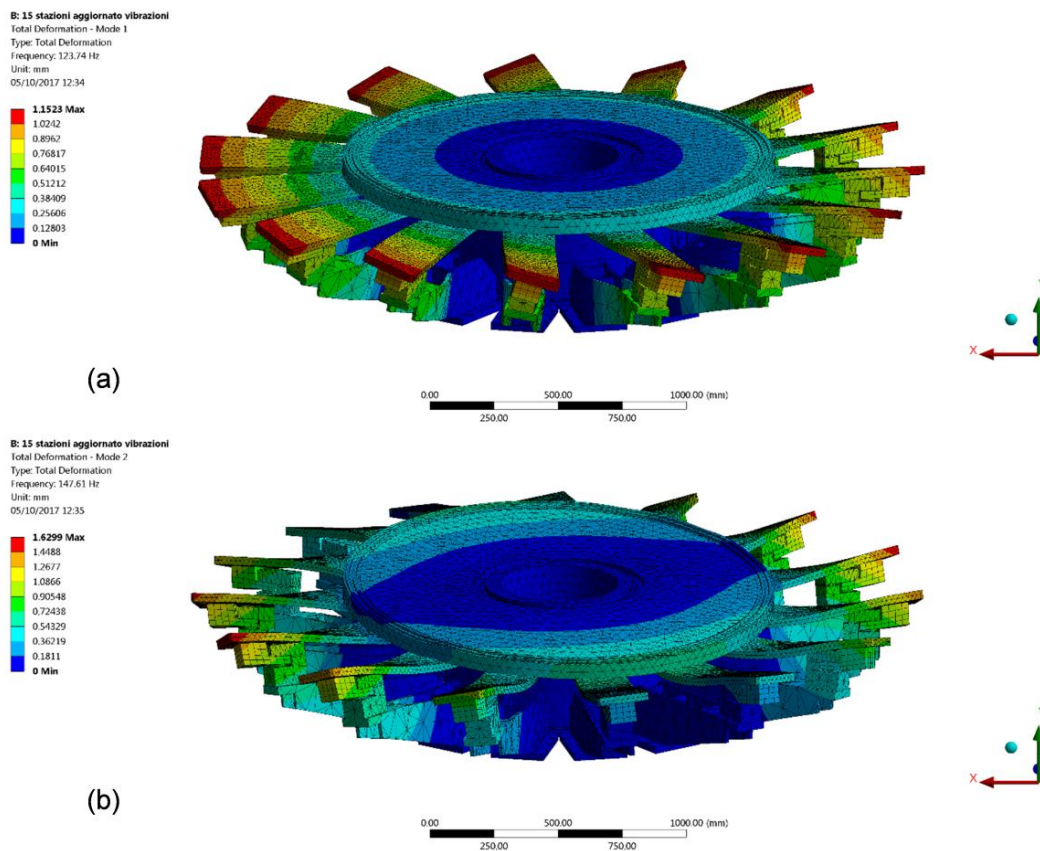 B: 15 stazioni aggiornato vibrazioni
Total Deformation - Mode 1
Type: Total Deformation
Frequency: 123.74 Hz
Unit: mm
05/10/2017 12:34
1.1523 Max
1.0242
0.8962
0.76817
0.64015
0.51212
0.38409
0.25606
0.12803
0 Min
X
(a)
0.00 500.00 1000.00 (mm)
250.00 750.00
B: 15 stazioni aggiornato vibrazioni
Total Deformation - Mode 2
Type: Total Deformation
Frequency: 147.61 Hz
Unit: mm
05/10/2017 12:35
1.6299 Max
1.4488
1.2677
1.0866
0.90548
0.72438
0.54329
0.36219
0.1811
0 Min
X
(b)
0.00 500.00 1000.00 (mm)
250.00 750.00